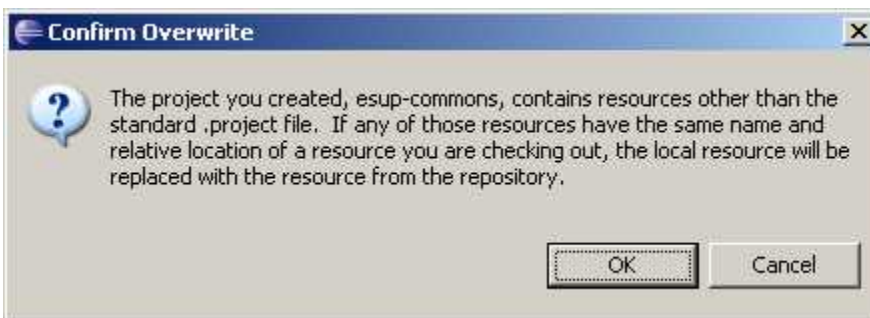 Confirm Overwrite
The project you created, esup-commons, contains resources other than the
standard .project file. If any of those resources have the same name and
relative location of a resource you are checking out, the local resource will be
replaced with the resource from the repository.
OK
Cancel